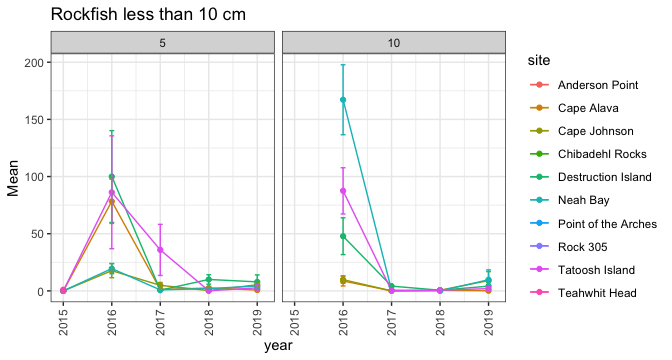 Rockfish less than 10 cm
5
10
Mean
200
150
100
50
0
2015
2016
2017
2018
2019
2015
2016
2017
2018
2019
year
site
Anderson Point
Cape Alava
Cape Johnson
Chibadehl Rocks
Destruction Island
Neah Bay
Point of the Arches
Rock 305
Tatoosh Island
Teahwhit Head